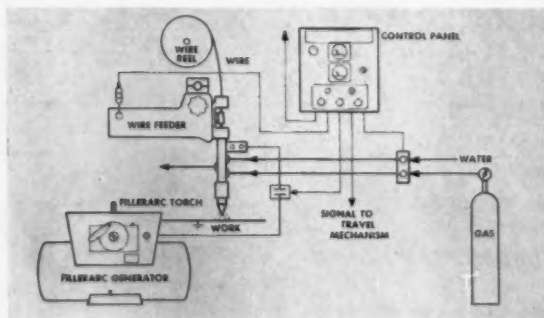 WIRE
REEL
WIRE
CONTROL PANEL
WIRE FEEDER
WATER
FILLERARC TORCH
WORK
SIGNAL TO
TRAVEL
MECHANISM
GAS
FILLERARC GENERATOR